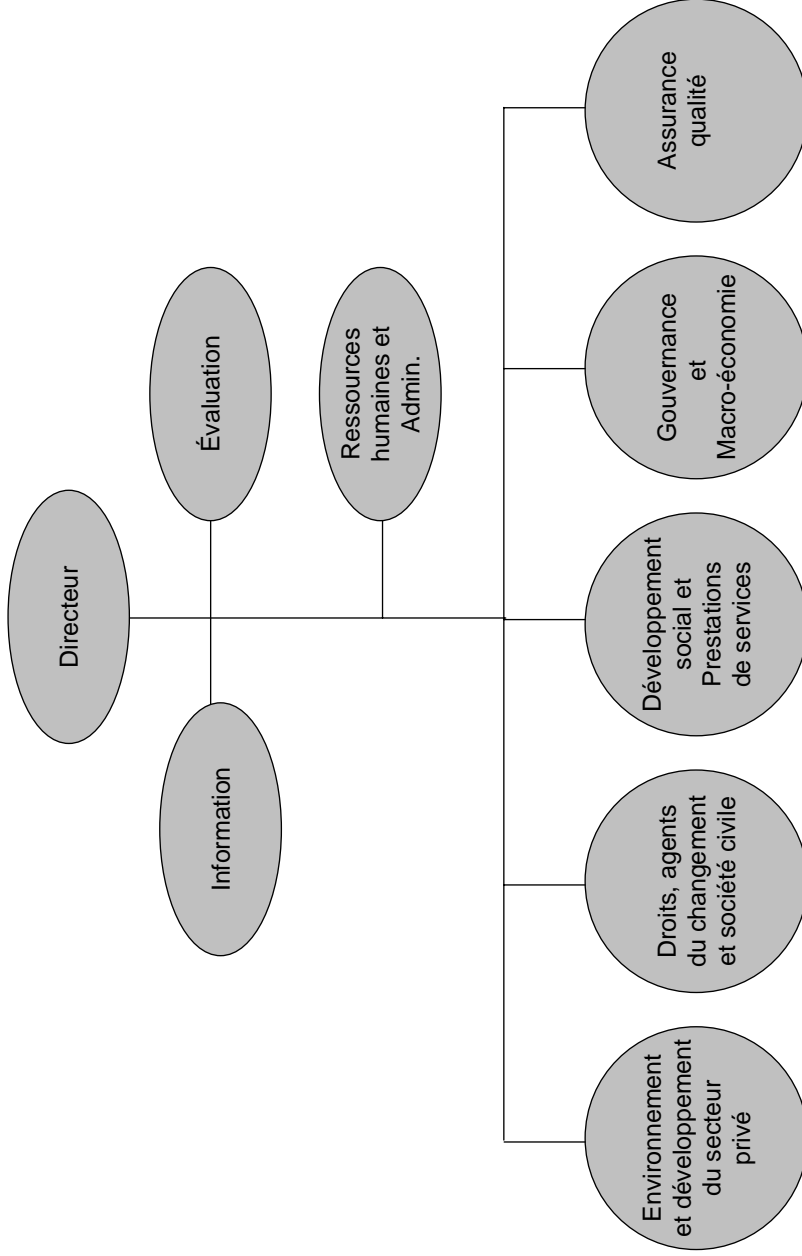 Directeur
Information
Évaluation
Ressources
humaines et
Admin.
Environnement
et développement
du secteur
privé
Droits, agents
du changement
et société civile
Développement
social et
Prestations
de services
Gouvernance
et
Macro-économie
Assurance
qualité